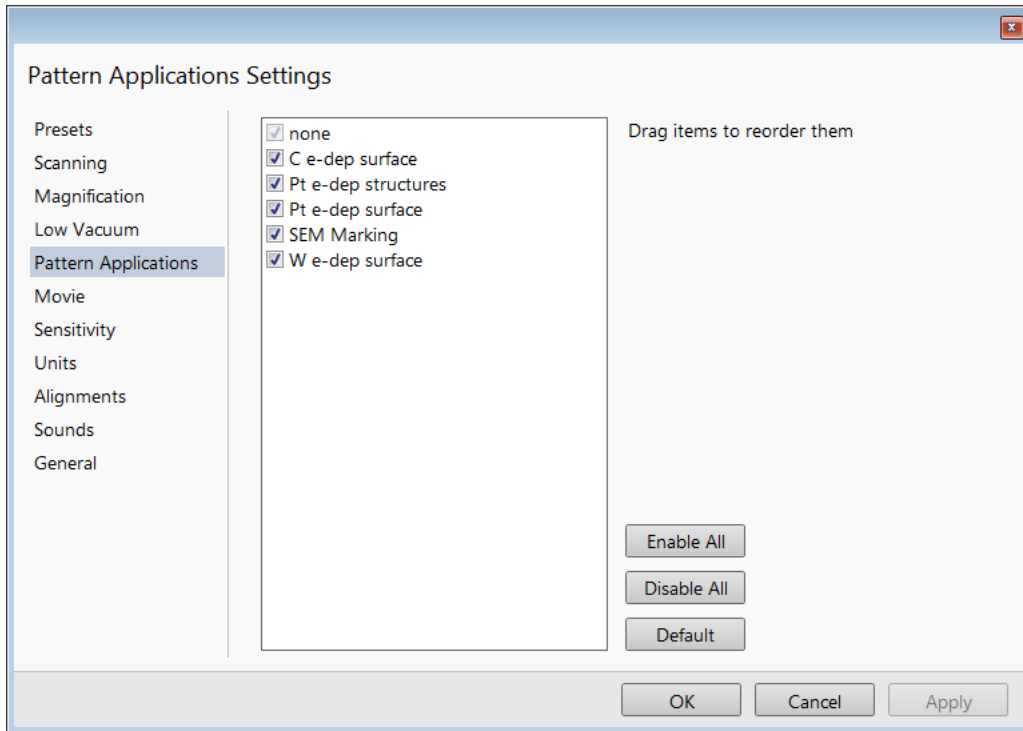 Pattern Applications Settings
Presets
Scanning
Magnification
Low Vacuum
Pattern Applications
Movie
Sensitivity
Units
Alignments
Sounds
General
none
C e-dep surface
Pt e-dep structures
Pt e-dep surface
SEM Marking
W e-dep surface
Drag items to reorder them
Enable All
Disable All
Default
OK
Cancel
Apply